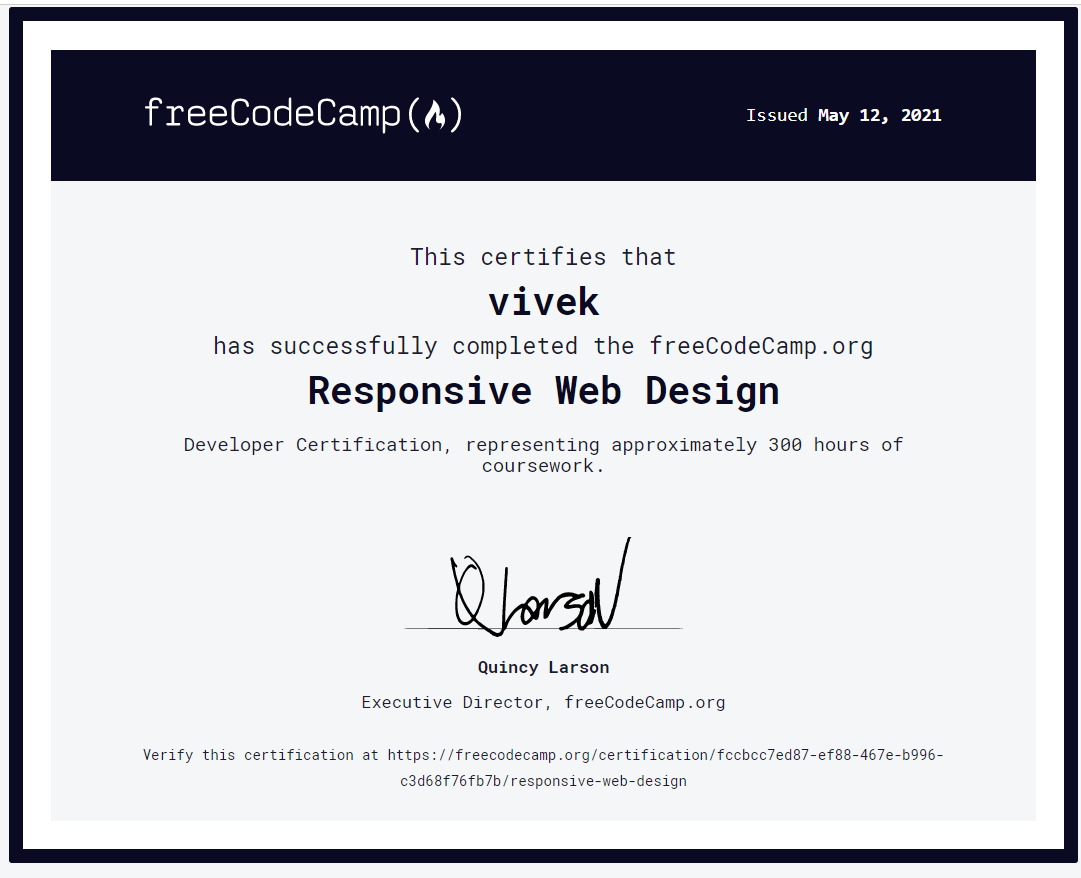 freeCodeCamp(🔥)
Issued May 12, 2021
This certifies that
vivek
has successfully completed the freeCodeCamp.org
Responsive Web Design
Developer Certification, representing approximately 300 hours of
coursework.
Q Larson
Quincy Larson
Executive Director, freeCodeCamp.org
Verify this certification at https://freecodecamp.org/certification/fccbcc7ed87-ef88-467e-b996-
c3d68f76fb7b/responsive-web-design